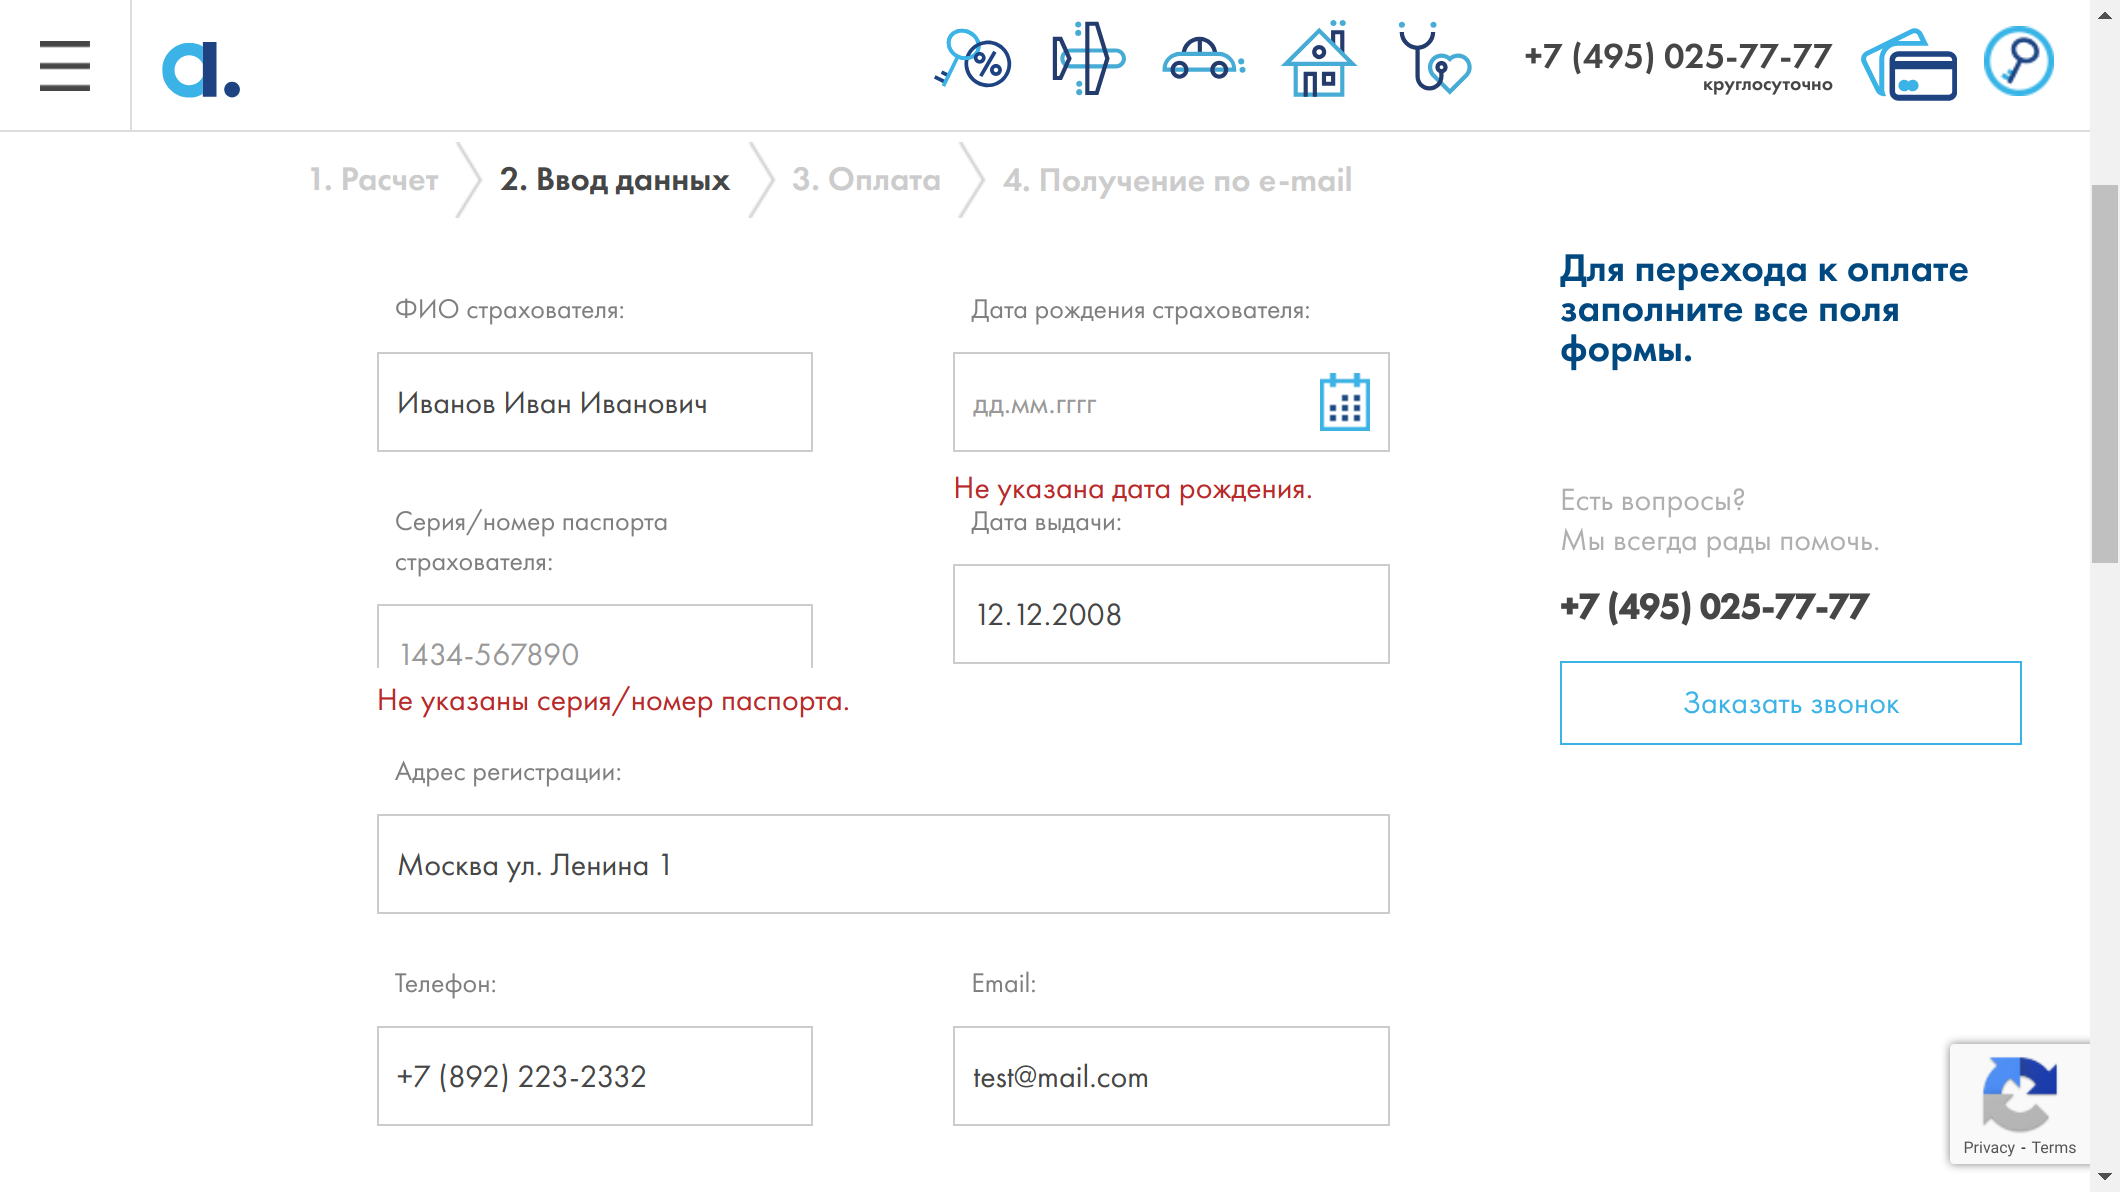 a.
%
+7 (495) 025-77-77
круглосуточно
1. Расчет
2. Ввод данных
3. Оплата
4. Получение по e-mail
ФИО страхователя:
Иванов Иван Иванович
Дата рождения страхователя:
дд.мм.гггг
Не указана дата рождения.
Серия/номер паспорта
страхователя:
1434-567890
Не указаны серия/номер паспорта.
Дата выдачи:
12.12.2008
Адрес регистрации:
Москва ул. Ленина 1
Телефон:
+7 (892) 223-2332
Email:
test@mail.com
Для перехода к оплате
заполните все поля
формы.
Есть вопросы?
Мы всегда рады помочь.
+7 (495) 025-77-77
Заказать звонок
Privacy - Terms